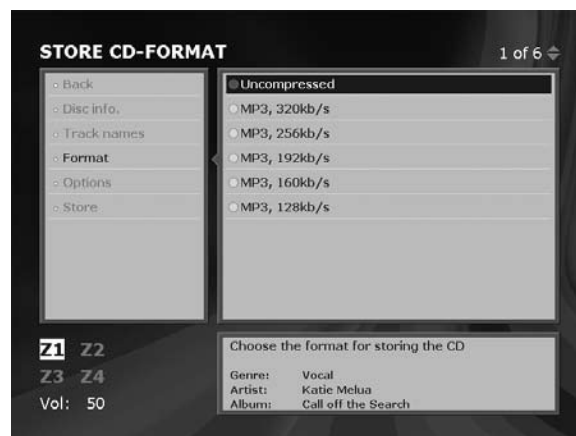 STORE CD-FORMAT
1 of 6
Back
Disc info.
Track names
Format
Options
Store
Uncompressed
MP3, 320kb/s
MP3, 256kb/s
MP3, 192kb/s
MP3, 160kb/s
MP3, 128kb/s
Z1 Z2
Z3 Z4
Vol: 50
Choose the format for storing the CD
Genre: Vocal
Artist: Katie Melua
Album: Call off the Search